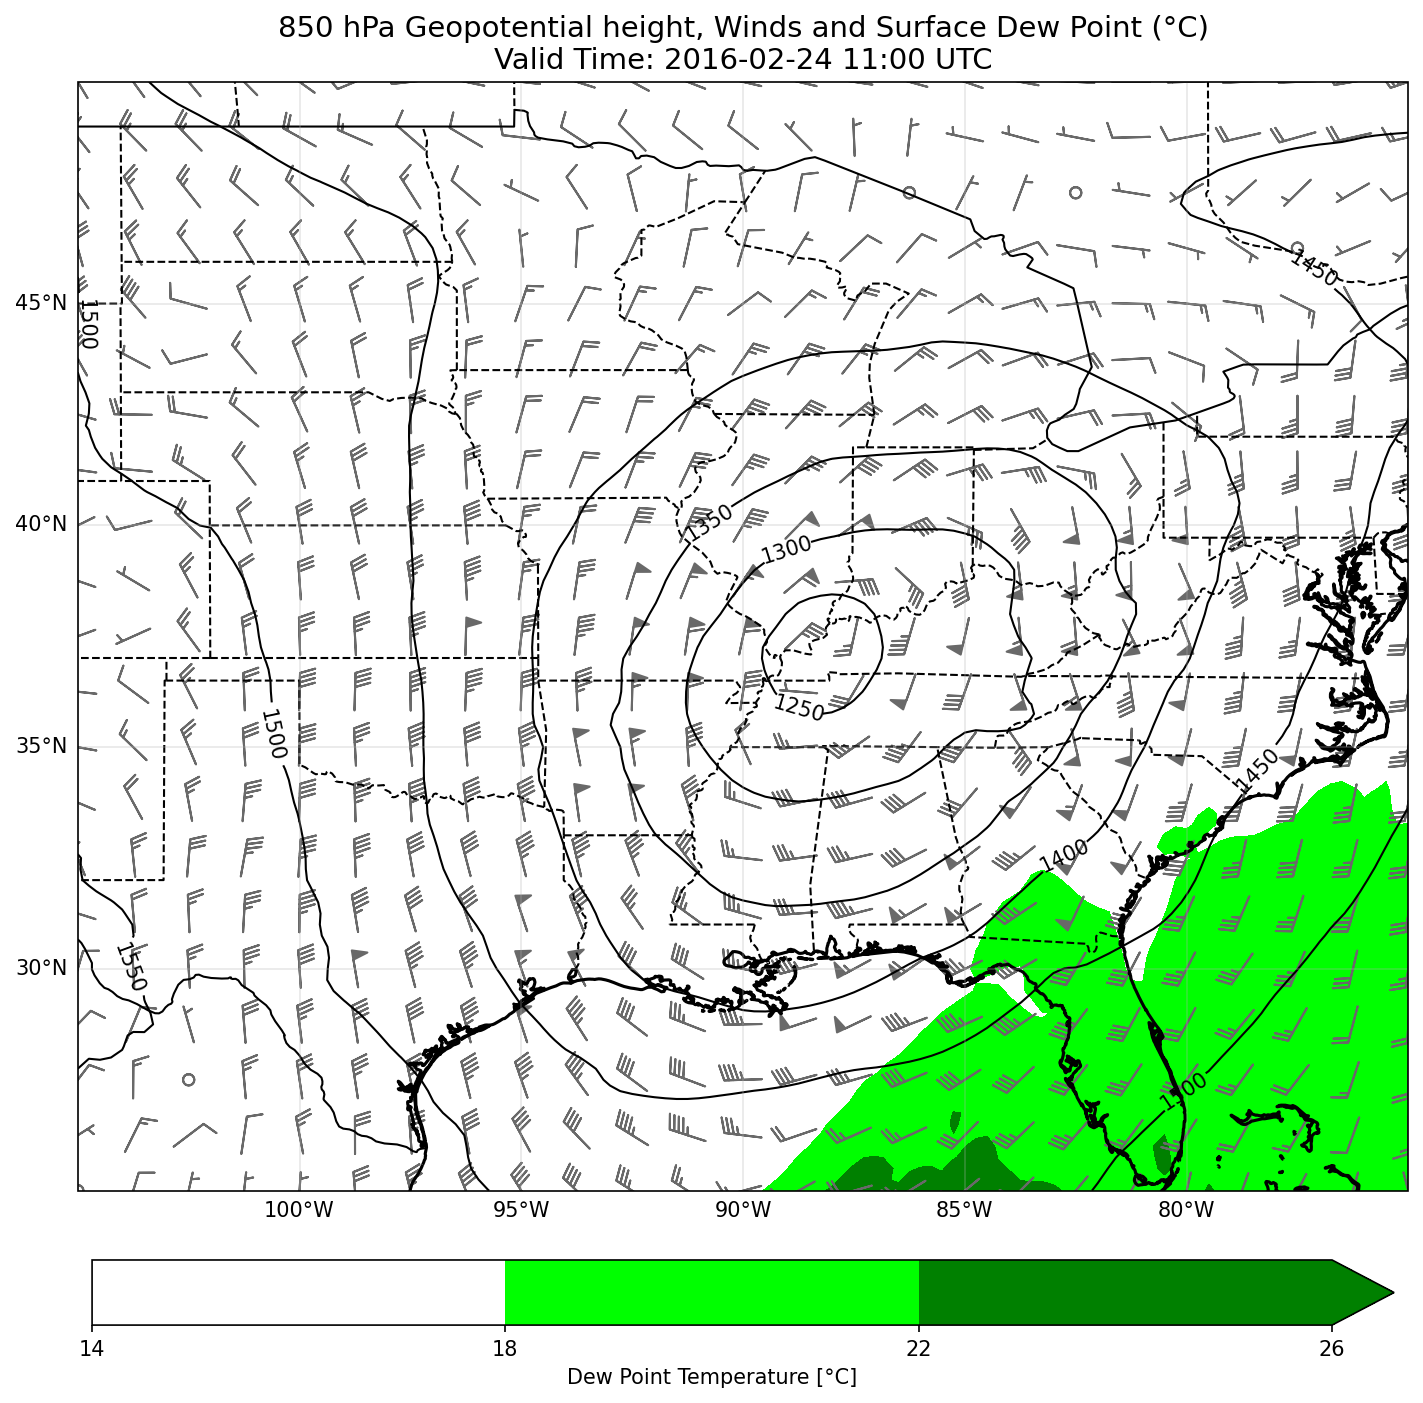 850 hPa Geopotential height, Winds and Surface Dew Point (°C)
Valid Time: 2016-02-24 11:00 UTC
1450
45°N
1500
1350
40°N
1300
1250
1500
35°N
1450
1400
1550
30°N
1500
100°W 95°W 90°W 85°W 80°W
14 18 22 26
Dew Point Temperature [°C]